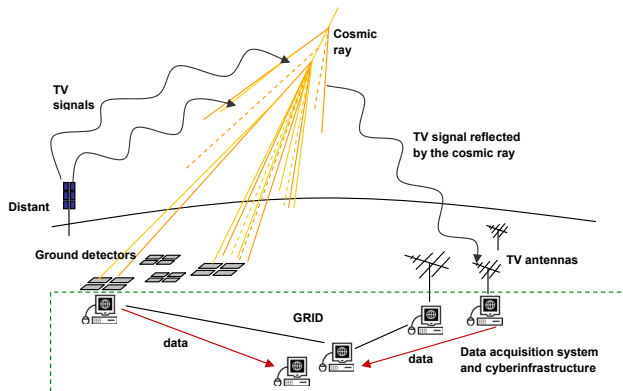 Cosmic
ray
TV
signals
TV signal reflected
by the cosmic ray
Distant
Ground detectors
TV antennas
GRID
data
data
Data acquisition system
and cyberinfrastructure